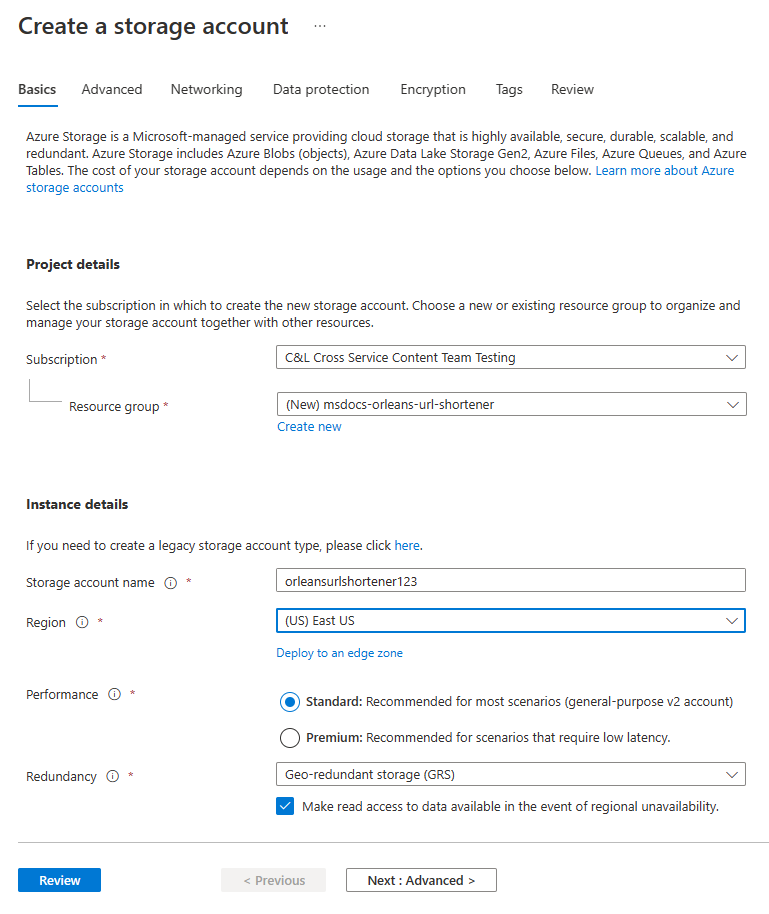 Create a storage account ...
Basics Advanced Networking Data protection Encryption Tags Review
Azure Storage is a Microsoft-managed service providing cloud storage that is highly available, secure, durable, scalable, and
redundant. Azure Storage includes Azure Blobs (objects), Azure Data Lake Storage Gen2, Azure Files, Azure Queues, and Azure
Tables. The cost of your storage account depends on the usage and the options you choose below. Learn more about Azure
storage accounts
Project details
Select the subscription in which to create the new storage account. Choose a new or existing resource group to organize and
manage your storage account together with other resources.
Subscription * C&L Cross Service Content Team Testing
Resource group * (New) msdocs-orleans-url-shortener
Create new
Instance details
If you need to create a legacy storage account type, please click here.
Storage account name * orleansurlshortener123
Region * (US) East US
Deploy to an edge zone
Performance * Standard: Recommended for most scenarios (general-purpose v2 account)
Premium: Recommended for scenarios that require low latency.
Redundancy * Geo-redundant storage (GRS)
Make read access to data available in the event of regional unavailability.
Review < Previous Next : Advanced >